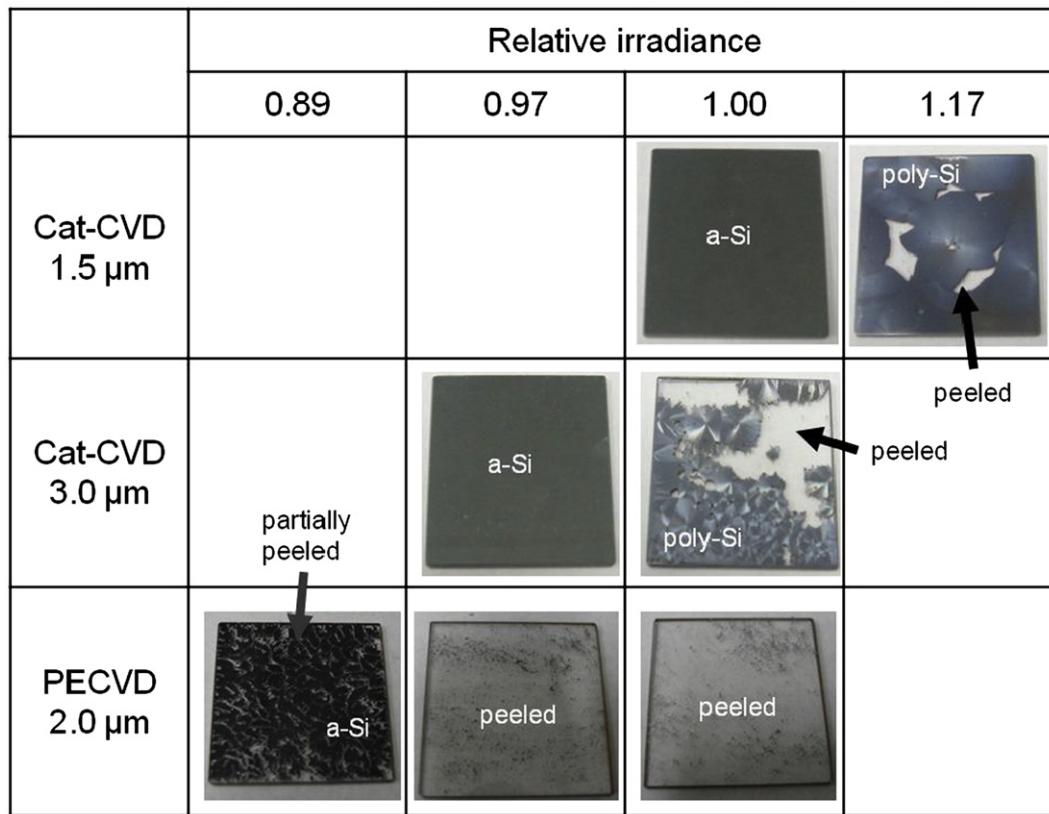 Relative irradiance
0.89 0.97 1.00 1.17
Cat-CVD
1.5 µm
a-Si
poly-Si
peeled
Cat-CVD
3.0 µm
a-Si
poly-Si
peeled
PECVD
2.0 µm
partially
peeled
a-Si
peeled
peeled